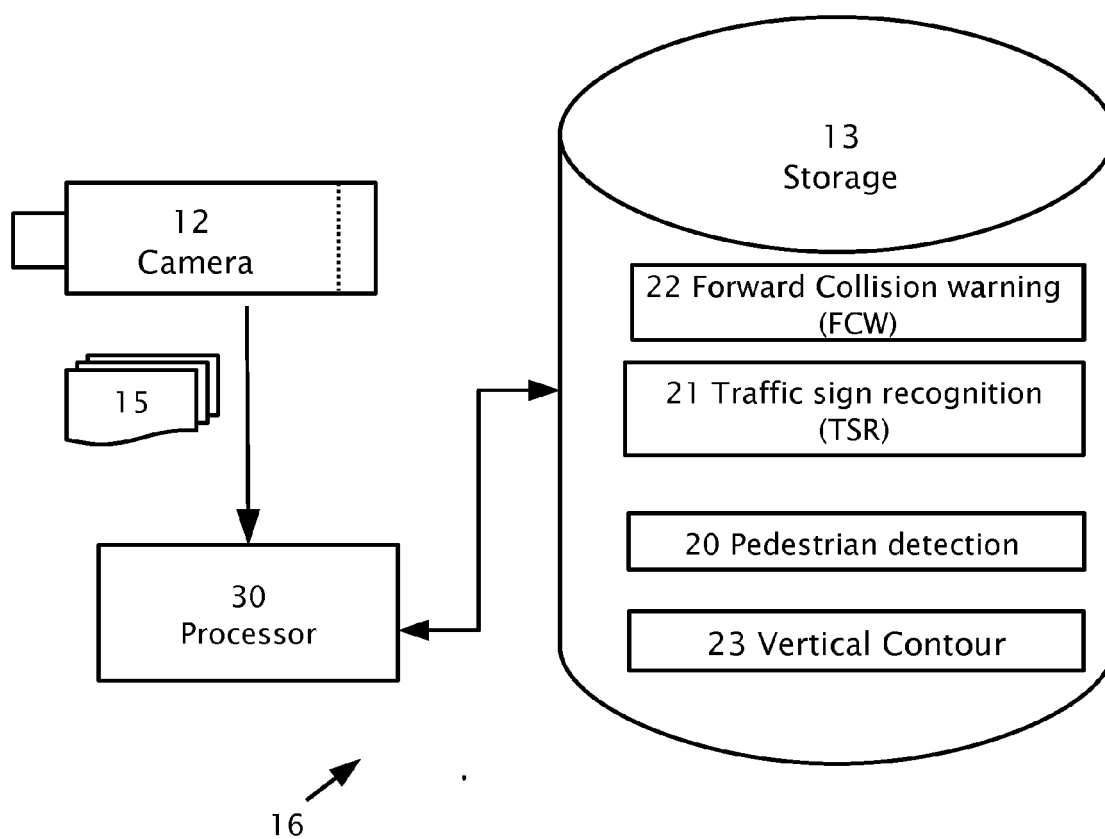 13
Storage
12
Camera
22 Forward Collision warning
(FCW)
15
21 Traffic sign recognition
(TSR)
20 Pedestrian detection
30
Processor
23 Vertical Contour
16